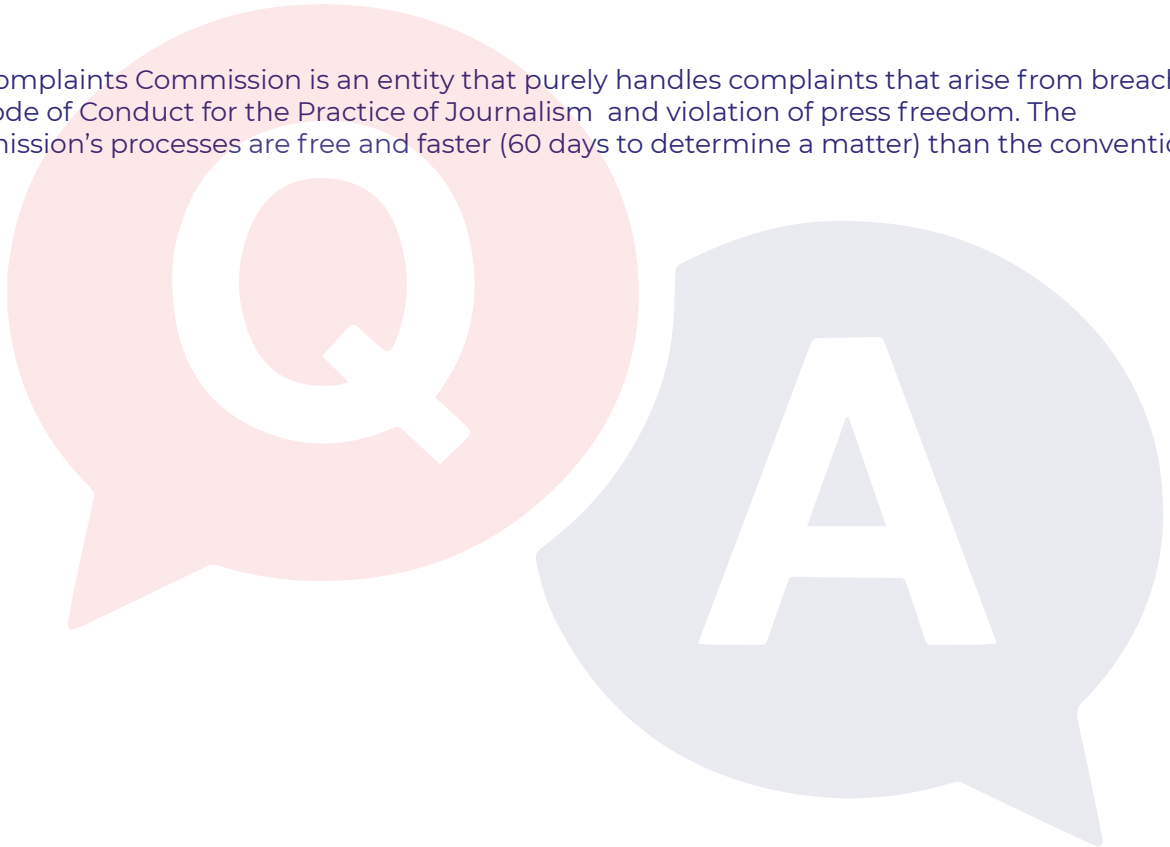 omplaints Commission is an entity that purely handles complaints that arise from breach
ode of Conduct for the Practice of Journalism and violation of press freedom. The
ission's processes are free and faster (60 days to determine a matter) than the conventio
Q
A